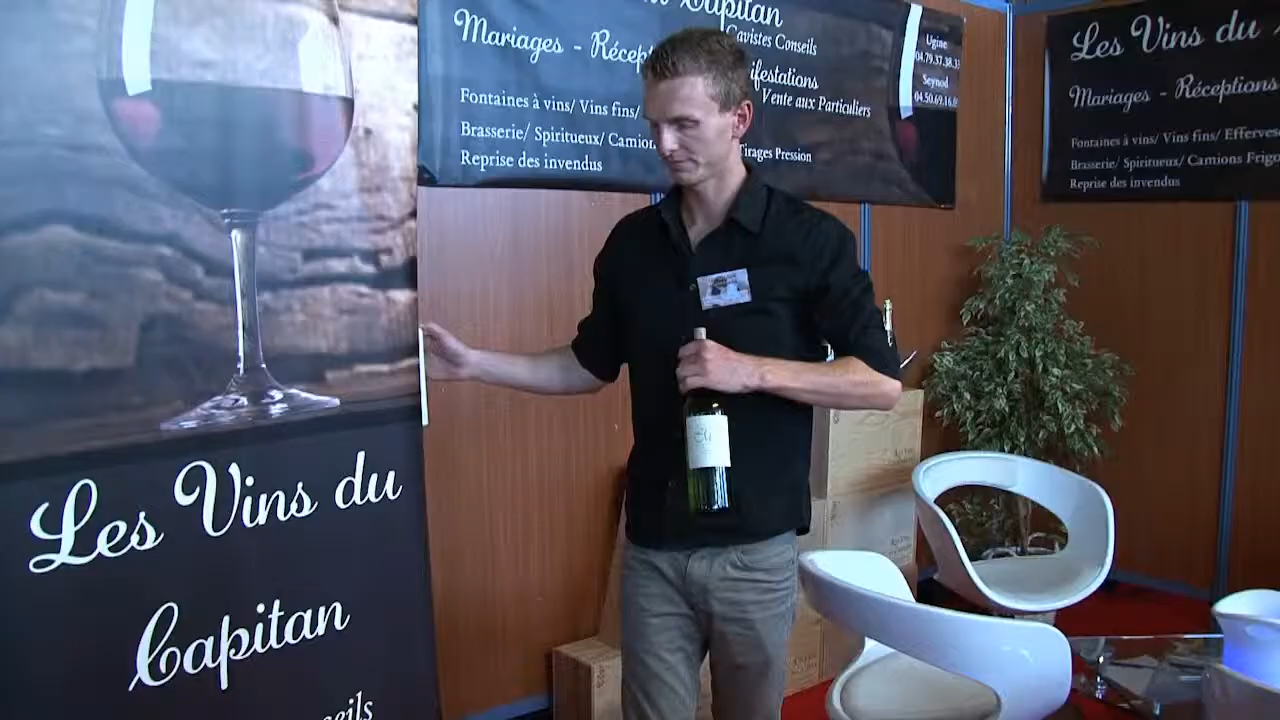 Les Vins du
Capitan
Capitan
Cavistes Conseils
Mariages - Récep
ifestations
Vente aux Particuliers
Fontaines à vins/ Vins fins/
Brasserie/ Spiritueux/ Camion
Tirages Pression
Reprise des invendus
Ugine
04.79.37.38.3
Seynod
04.50.69.16.
Les Vins du
Mariages - Réceptions
Fontaines à vins/ Vins fins/ Efferves
Brasserie/ Spiritueux/ Camions Frigo
Reprise des invendus